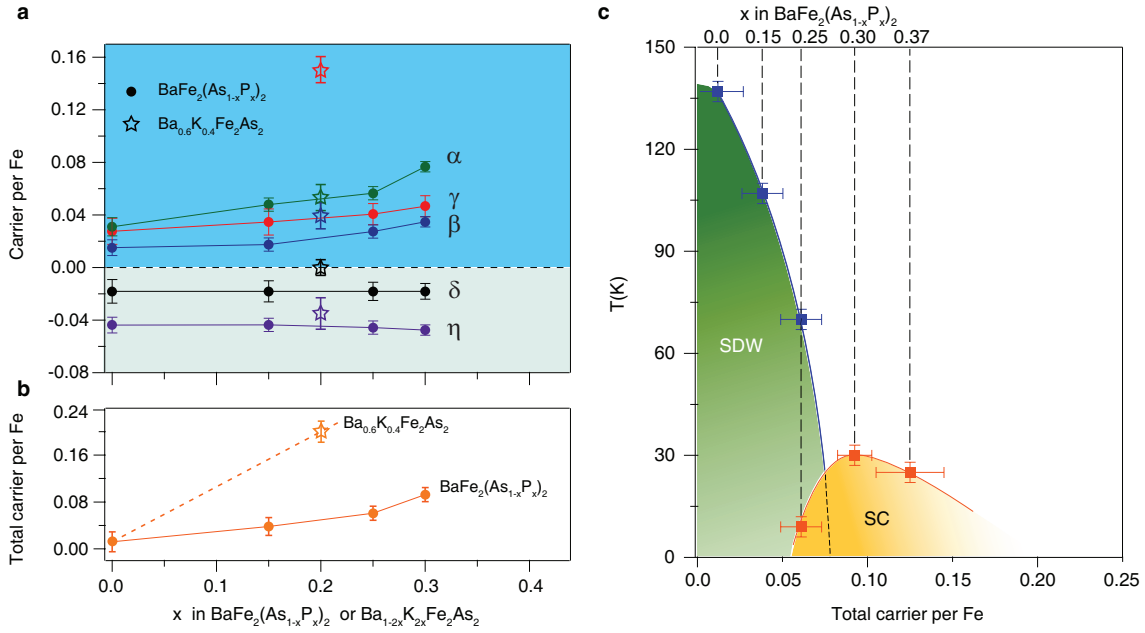 a
Carrier per Fe
0.16
0.12
0.08
0.04
0.00
-0.04
-0.08
BaFe₂(As₁₋ₓPₓ)₂
Ba₀.₆K₀.₄Fe₂As₂
α
γ
β
δ
η
b
Total carrier per Fe
0.24
0.16
0.08
0.00
Ba₀.₆K₀.₄Fe₂As₂
BaFe₂(As₁₋ₓPₓ)₂
0.0 0.1 0.2 0.3 0.4
x in BaFe₂(As₁₋ₓPₓ)₂ or Ba₁₋₂ₓK₂ₓFe₂As₂
c
x in BaFe₂(As₁₋ₓPₓ)₂
0.0 0.15 0.25 0.30 0.37
T(K)
150
120
90
60
30
0
SDW
SC
0.0 0.05 0.10 0.15 0.20 0.25
Total carrier per Fe